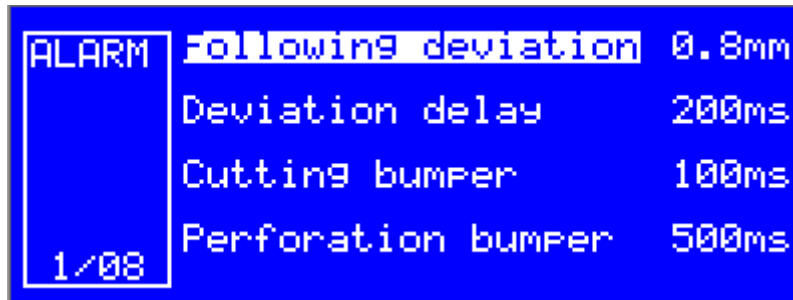 ALARM
Following deviation 0.8mm
Deviation delay 200ms
Cutting bumper 100ms
Perforation bumper 500ms
1/08